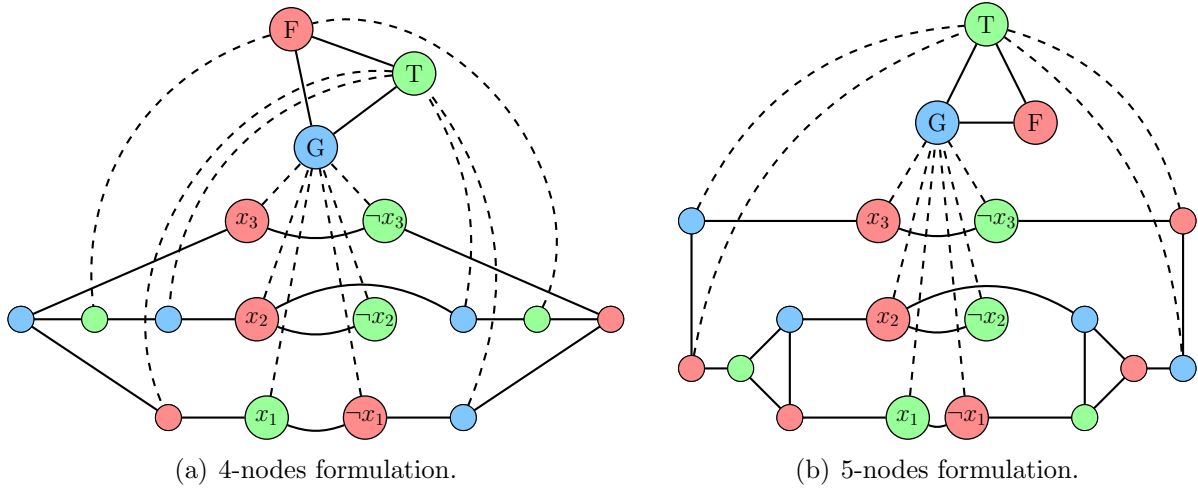 F
T
G
x₃
¬x₃
x₂
¬x₂
x₁
¬x₁
(a) 4-nodes formulation.
T
G
F
x₃
¬x₃
x₂
¬x₂
x₁
¬x₁
(b) 5-nodes formulation.